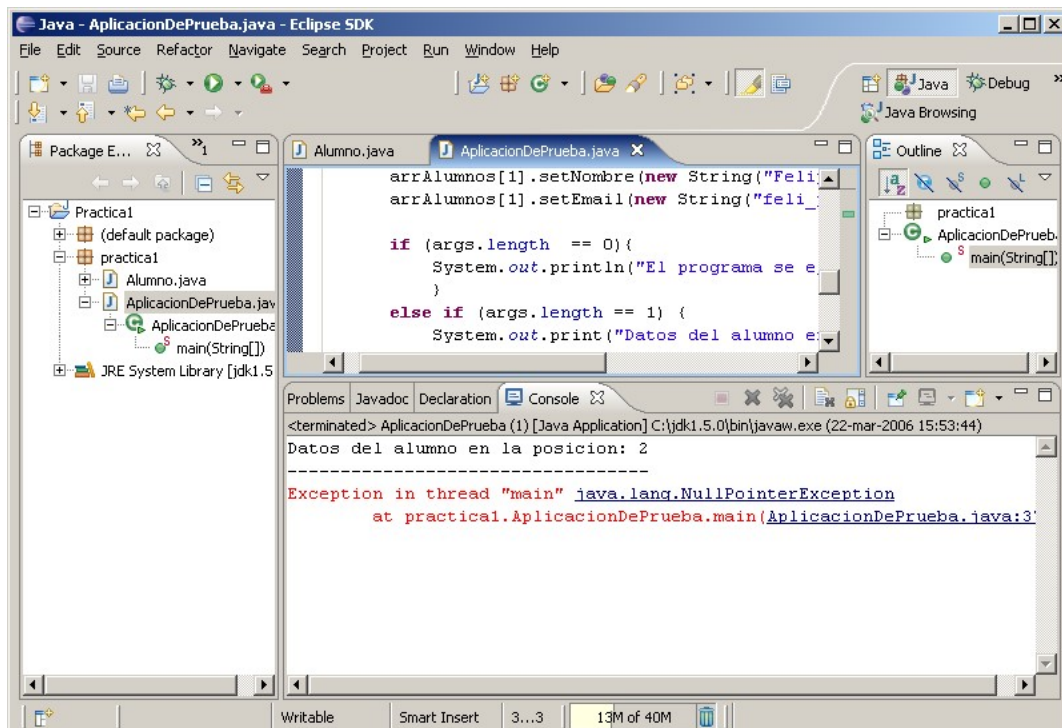 Java - AplicacionDePrueba.java - Eclipse SDK
File Edit Source Refactor Navigate Search Project Run Window Help
Java Debug »
Java Browsing
Package E... »1
Practica1
(default package)
practica1
Alumno.java
AplicacionDePrueba.jav
AplicacionDePrueba
main(String[])
JRE System Library [jdk1.5
Alumno.java AplicacionDePrueba.java
arrAlumnos[1].setNombre(new String("Feli
arrAlumnos[1].setEmail(new String("feli_
if (args.length == 0){
System.out.println("El programa se e
}
else if (args.length == 1) {
System.out.print("Datos del alumno e
Outline
practica1
AplicacionDePrueb
main(String[])
Problems Javadoc Declaration Console
<terminated> AplicacionDePrueba (1) [Java Application] C:\jdk1.5.0\bin\javaw.exe (22-mar-2006 15:53:44)
Datos del alumno en la posicion: 2
----------------------------------
Exception in thread "main" java.lang.NullPointerException
at practica1.AplicacionDePrueba.main(AplicacionDePrueba.java:37
Writable Smart Insert 3...3 13M of 40M